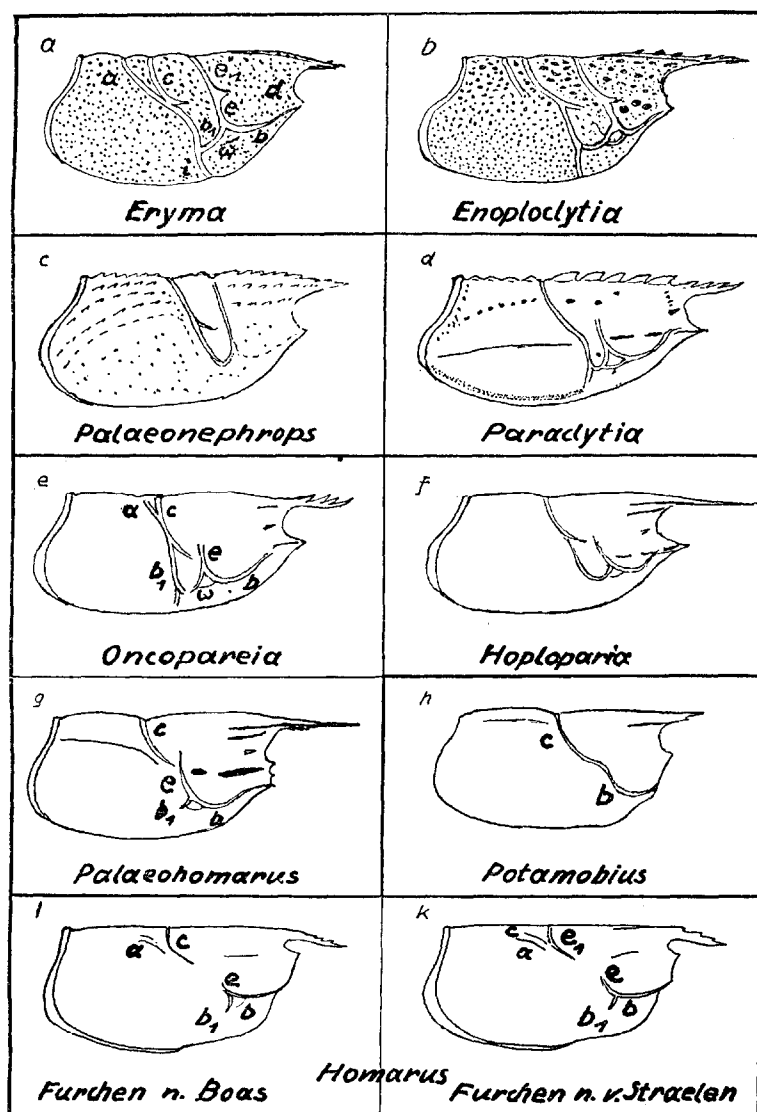 a
a c e₁ d
e
b₁ b
ω
i
Eryma
b
Enoploclytia
c
Palaeonephrops
d
Paraclytia
e
a c
e
b₁ ω b
Oncopareia
f
Hoploparia
g
c
e
b₁ b
Palaeohomarus
h
c
b
Potamobius
i
a c
e
b₁ b
Furchen n. Boas
k
c e₁
a
e
b₁ b
Homarus
Furchen n. v. Straelen